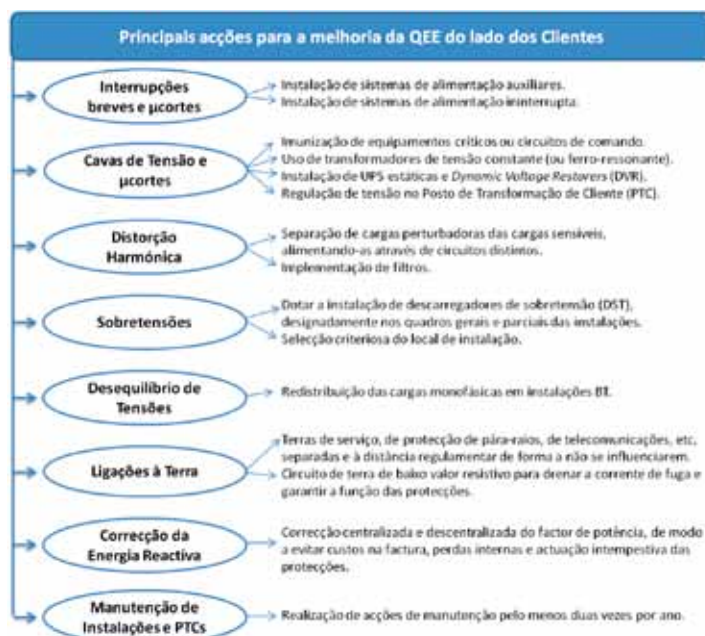 Principais acções para a melhoria da QEE do lado dos Clientes
Interrupções
breves e µcortes
Instalação de sistemas de alimentação auxiliares.
Instalação de sistemas de alimentação ininterrupta.
Cavas de Tensão e
µcortes
Imunização de equipamentos críticos ou circuitos de comando.
Uso de transformadores de tensão constante (ou ferro-ressonante).
Instalação de UPS estáticas e Dynamic Voltage Restorers (DVR).
Regulação de tensão no Posto de Transformação de Cliente (PTC).
Distorção
Harmónica
Separação de cargas perturbadoras das cargas sensíveis,
alimentando-as através de circuitos distintos.
Implementação de filtros.
Sobretensões
Dotar a instalação de descarregadores de sobretensão (DST),
designadamente nos quadros gerais e parciais das instalações.
Selecção criteriosa do local de instalação.
Desequilíbrio de
Tensões
Redistribuição das cargas monofásicas em instalações BT.
Ligações à Terra
Terras de serviço, de protecção de pára-raios, de telecomunicações, etc,
separadas e à distância regulamentar de forma a não se influenciarem.
Circuito de terra de baixo valor resistivo para drenar a corrente de fuga e
garantir a função das protecções.
Correcção da
Energia Reactiva
Correcção centralizada e descentralizada do factor de potência, de modo
a evitar custos na factura, perdas internas e actuação intempestiva das
protecções.
Manutenção de
Instalações e PTCs
Realização de acções de manutenção pelo menos duas vezes por ano.